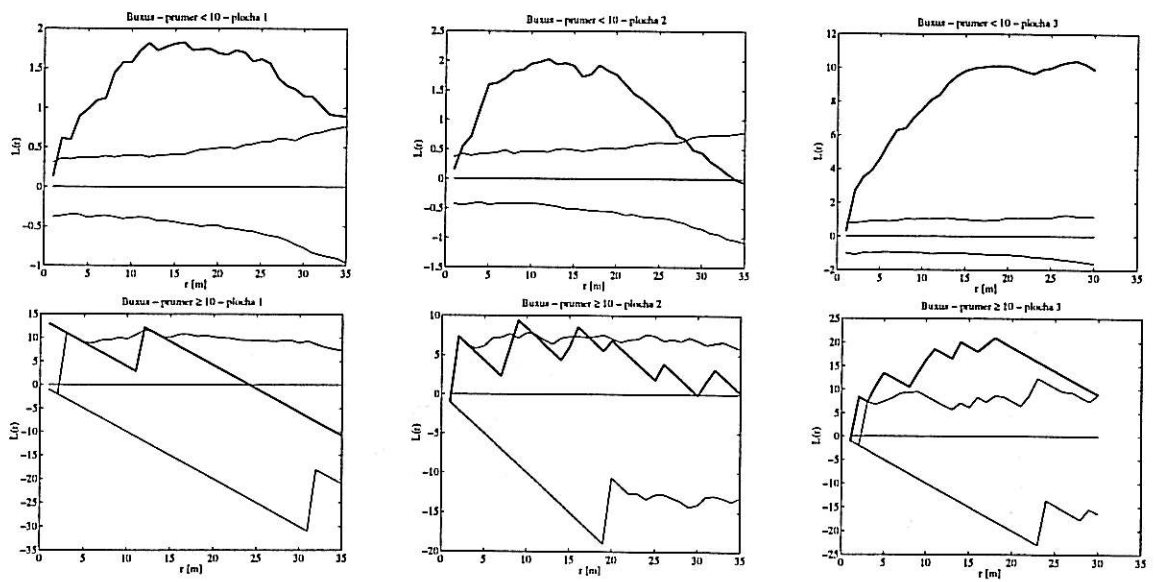 Buxus – prumer < 10 – plocha 1
2
1.5
1
0.5
0
−0.5
−1
L(r)
0 5 10 15 20 25 30 35
r [m]
Buxus – prumer < 10 – plocha 2
2.5
2
1.5
1
0.5
0
−0.5
−1
−1.5
L(r)
0 5 10 15 20 25 30 35
r [m]
Buxus – prumer < 10 – plocha 3
12
10
8
6
4
2
0
−2
L(r)
0 5 10 15 20 25 30 35
r [m]
Buxus – prumer ≥ 10 – plocha 1
15
10
5
0
−5
−10
−15
−20
−25
−30
−35
L(r)
0 5 10 15 20 25 30 35
r [m]
Buxus – prumer ≥ 10 – plocha 2
10
5
0
−5
−10
−15
−20
L(r)
0 5 10 15 20 25 30 35
r [m]
Buxus – prumer ≥ 10 – plocha 3
25
20
15
10
5
0
−5
−10
−15
−20
−25
L(r)
0 5 10 15 20 25 30 35
r [m]